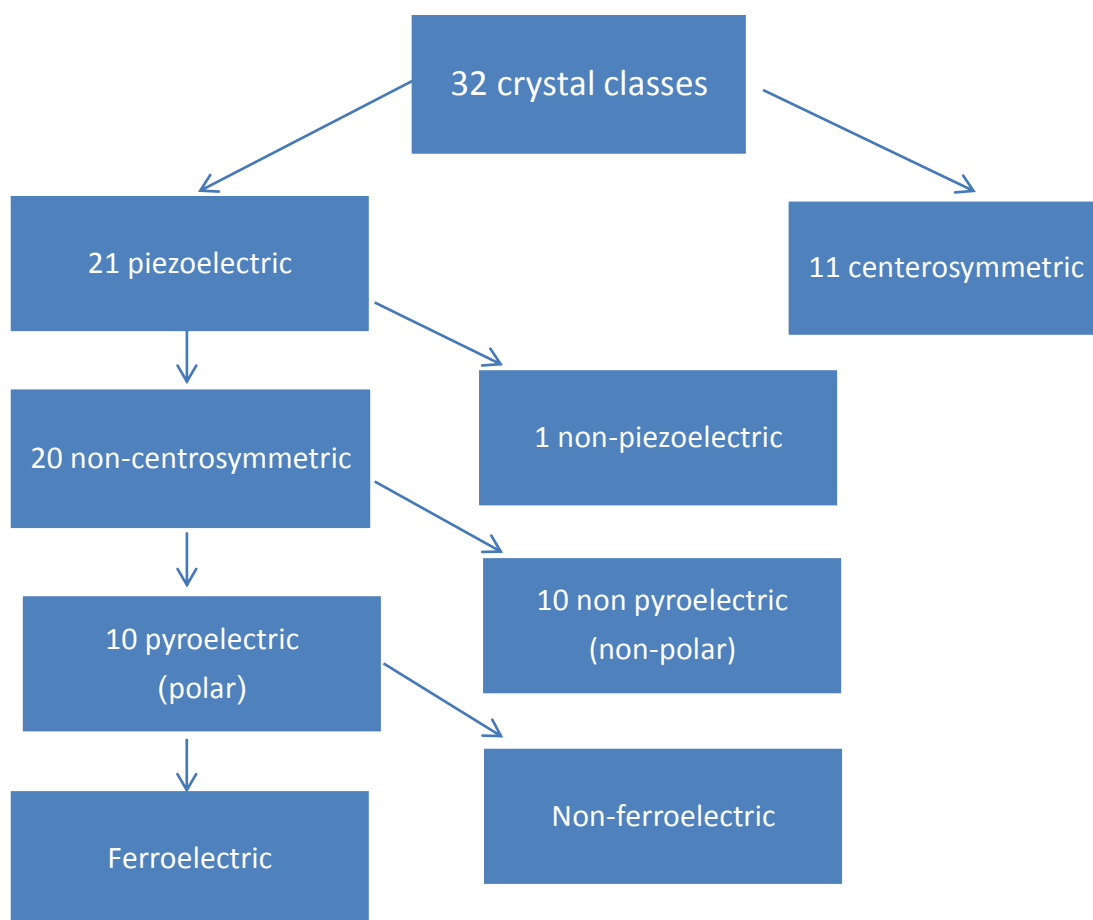 32 crystal classes
21 piezoelectric
11 centerosymmetric
20 non-centrosymmetric
1 non-piezoelectric
10 pyroelectric
(polar)
10 non pyroelectric
(non-polar)
Ferroelectric
Non-ferroelectric